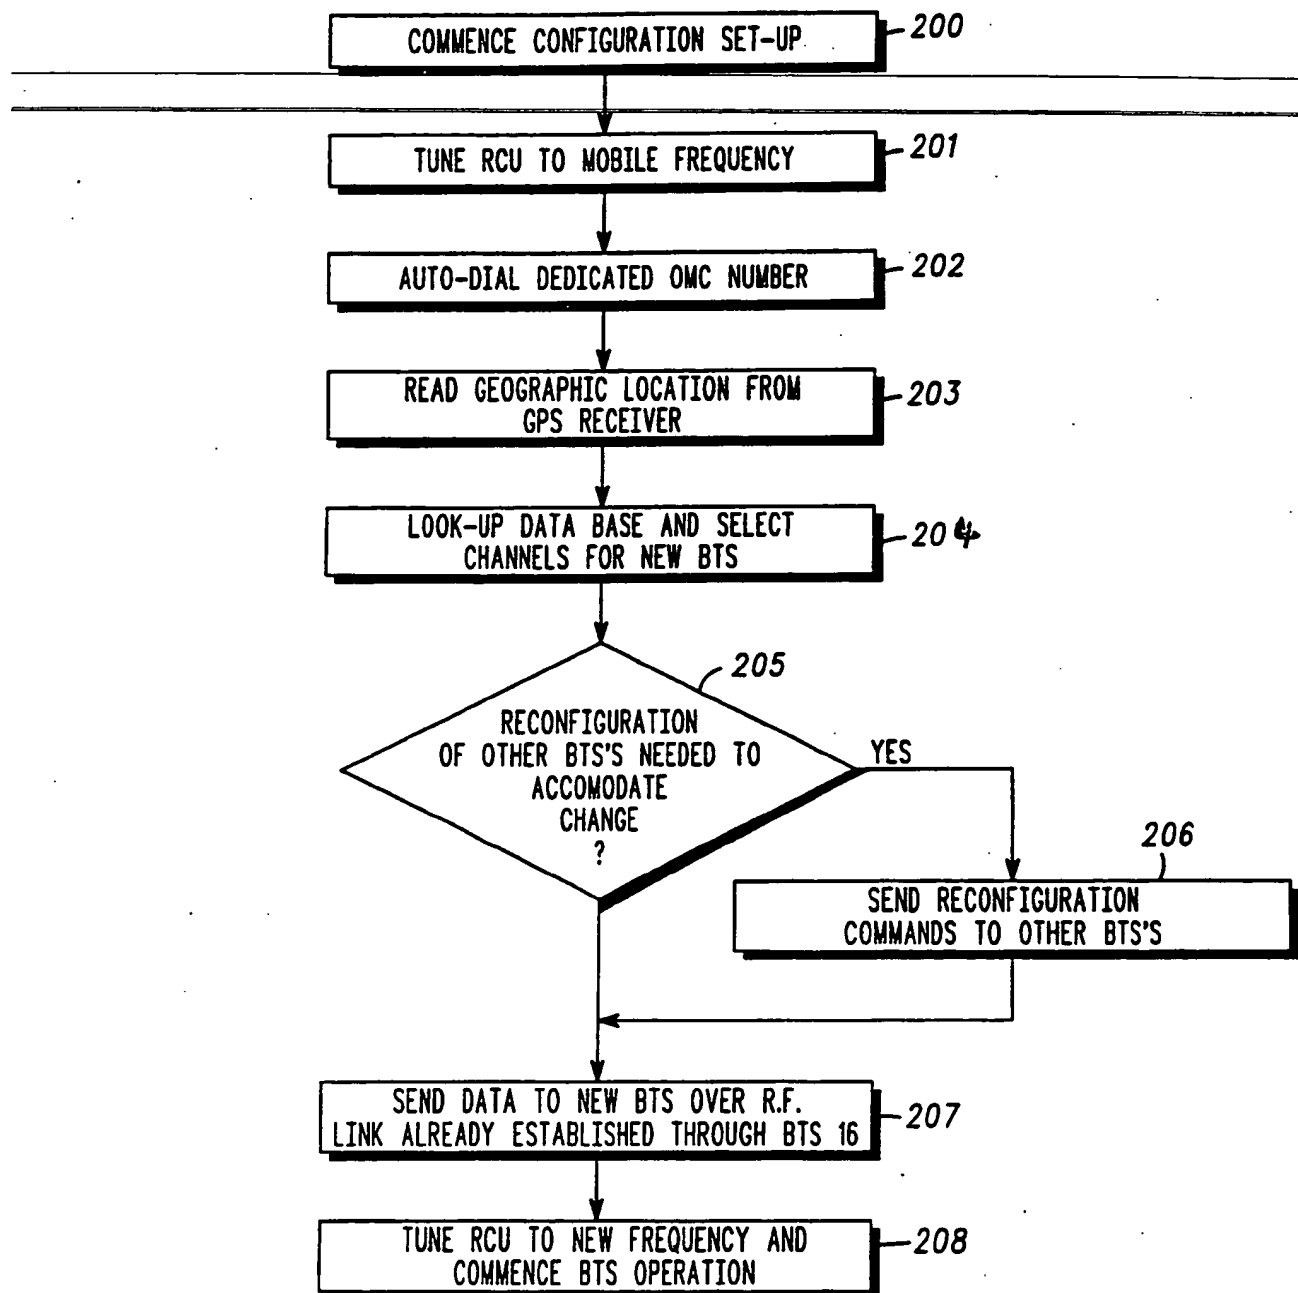 COMMENCE CONFIGURATION SET-UP
200
TUNE RCU TO MOBILE FREQUENCY
201
AUTO-DIAL DEDICATED OMC NUMBER
202
READ GEOGRAPHIC LOCATION FROM
GPS RECEIVER
203
LOOK-UP DATA BASE AND SELECT
CHANNELS FOR NEW BTS
204
205
RECONFIGURATION
OF OTHER BTS'S NEEDED TO
ACCOMODATE
CHANGE
?
YES
206
SEND RECONFIGURATION
COMMANDS TO OTHER BTS'S
SEND DATA TO NEW BTS OVER R.F.
LINK ALREADY ESTABLISHED THROUGH BTS 16
207
TUNE RCU TO NEW FREQUENCY AND
COMMENCE BTS OPERATION
208